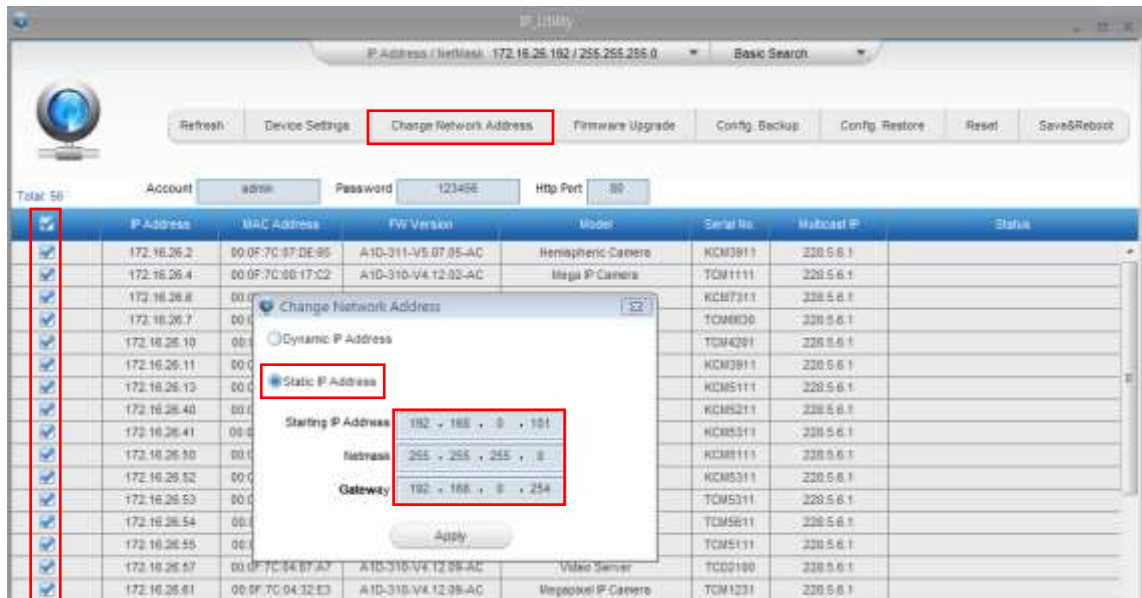 IP Utility
IP Address / NetMask 172.16.26.192 / 255.255.255.0 Basic Search
Refresh Device Settings Change Network Address Firmware Upgrade Config. Backup Config. Restore Reset Save&Reboot
Total: 56 Account admin Password 123456 Http Port 80
IP Address MAC Address FW Version Model Serial No. Multicast IP Status
172.16.26.2 00:0F:7C:07:DE:65 A1D-311-V5.07.05-AC Hemispheric Camera KCM3911 228.5.6.1
172.16.26.4 00:0F:7C:08:17:C2 A1D-310-V4.12.02-AC Mega IP Camera TCM1111 228.5.6.1
172.16.26.6 KCM7311 228.5.6.1
172.16.26.7 228.5.6.1
172.16.26.10 TCM4201 228.5.6.1
172.16.26.11 KCM3911 228.5.6.1
172.16.26.13 KCM5111 228.5.6.1
172.16.26.40 KCM5211 228.5.6.1
172.16.26.41 KCM5311 228.5.6.1
172.16.26.50 228.5.6.1
172.16.26.52 KCM5311 228.5.6.1
172.16.26.53 TCM5311 228.5.6.1
172.16.26.54 TCM5611 228.5.6.1
172.16.26.55 TCM5111 228.5.6.1
172.16.26.57 00:0F:7C:04:87:A7 A1D-310-V4.12.09-AC Video Server TCD2100 228.5.6.1
172.16.26.61 00:0F:7C:04:32:E3 A1D-310-V4.12.09-AC Megapixel IP Camera TCM1231 228.5.6.1
Change Network Address
Dynamic IP Address
Static IP Address
Starting IP Address 192 . 168 . 0 . 101
Netmask 255 . 255 . 255 . 0
Gateway 192 . 168 . 0 . 254
Apply